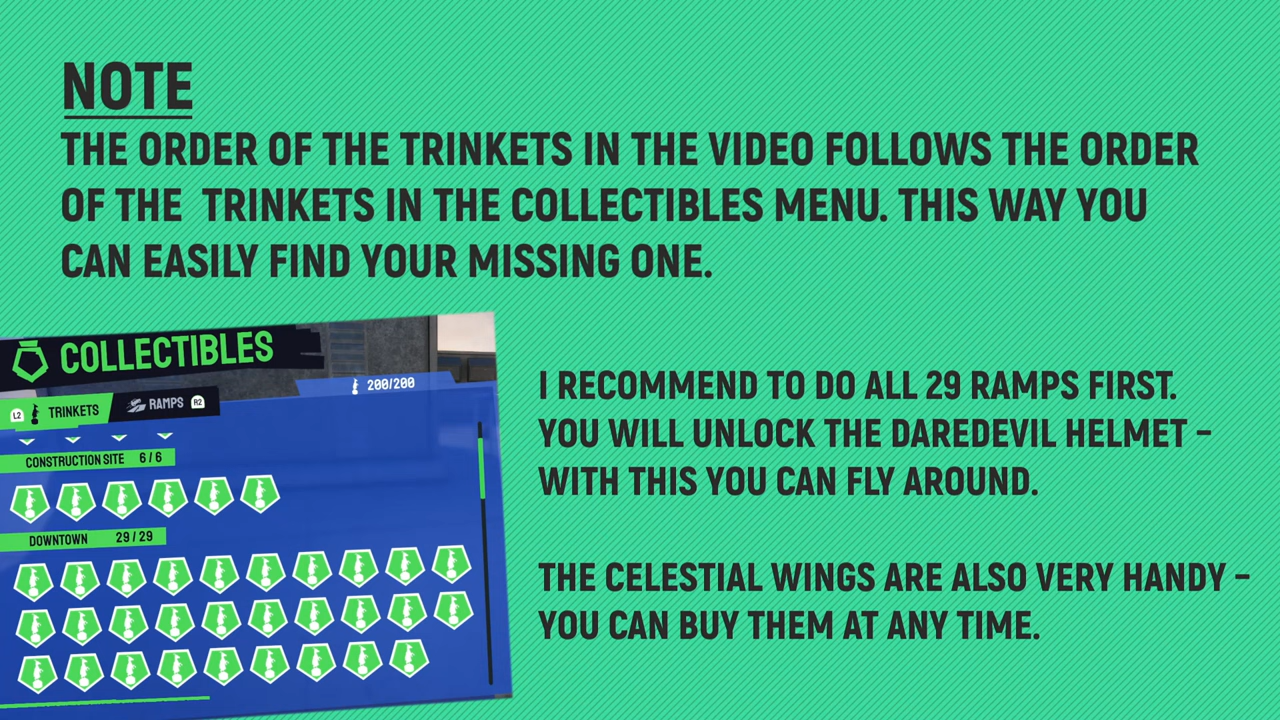 NOTE
THE ORDER OF THE TRINKETS IN THE VIDEO FOLLOWS THE ORDER
OF THE TRINKETS IN THE COLLECTIBLES MENU. THIS WAY YOU
CAN EASILY FIND YOUR MISSING ONE.
COLLECTIBLES
200/200
L2 TRINKETS RAMPS R2
CONSTRUCTION SITE 6/6
DOWNTOWN 29/29
I RECOMMEND TO DO ALL 29 RAMPS FIRST.
YOU WILL UNLOCK THE DAREDEVIL HELMET –
WITH THIS YOU CAN FLY AROUND.
THE CELESTIAL WINGS ARE ALSO VERY HANDY –
YOU CAN BUY THEM AT ANY TIME.